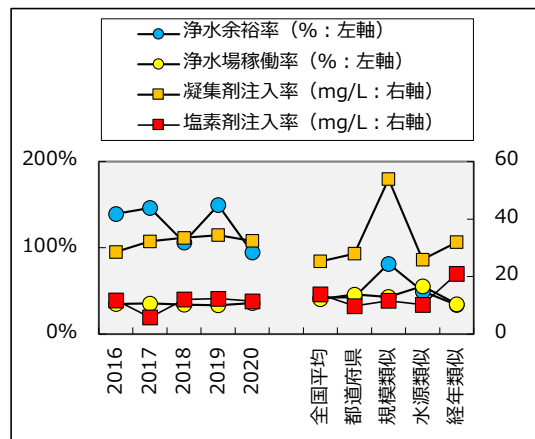 浄水余裕率（%：左軸）
浄水場稼働率（%：左軸）
凝集剤注入率（mg/L：右軸）
塩素剤注入率（mg/L：右軸）
200%
100%
0%
60
40
20
0
2016
2017
2018
2019
2020
全国平均
都道府県
規模類似
水源類似
経年類似